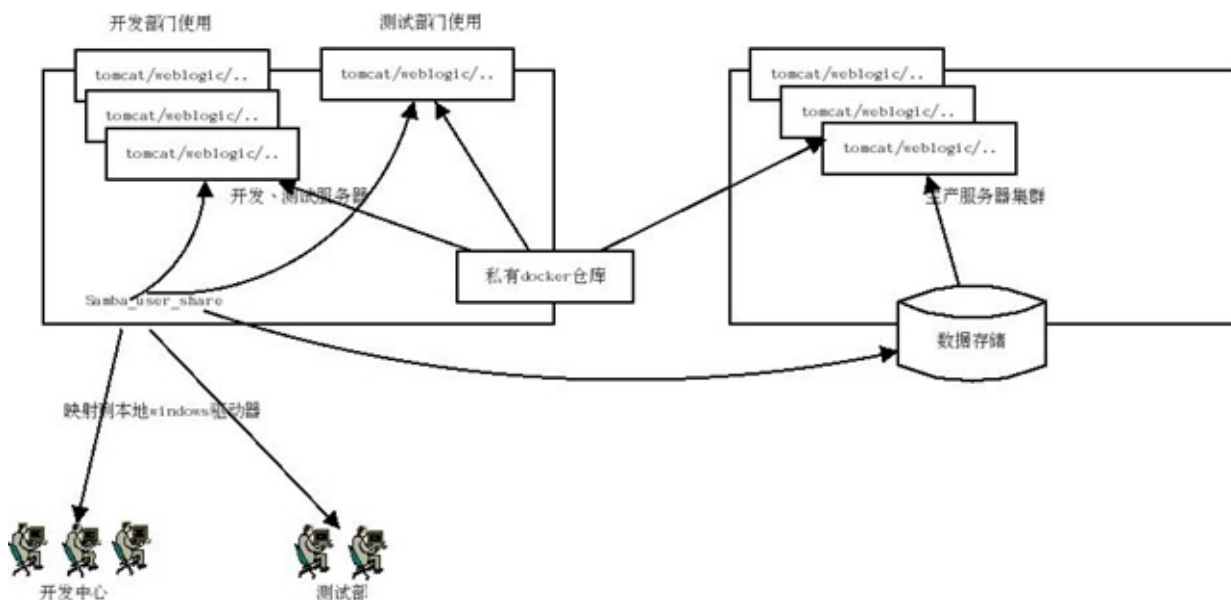 开发部门使用
测试部门使用
tomcat/weblogic/..
tomcat/weblogic/..
tomcat/weblogic/..
tomcat/weblogic/..
tomcat/weblogic/..
tomcat/weblogic/..
tomcat/weblogic/..
开发、测试服务器
生产服务器集群
私有docker仓库
Samba_user_share
数据存储
映射到本地windows驱动器
开发中心
测试部